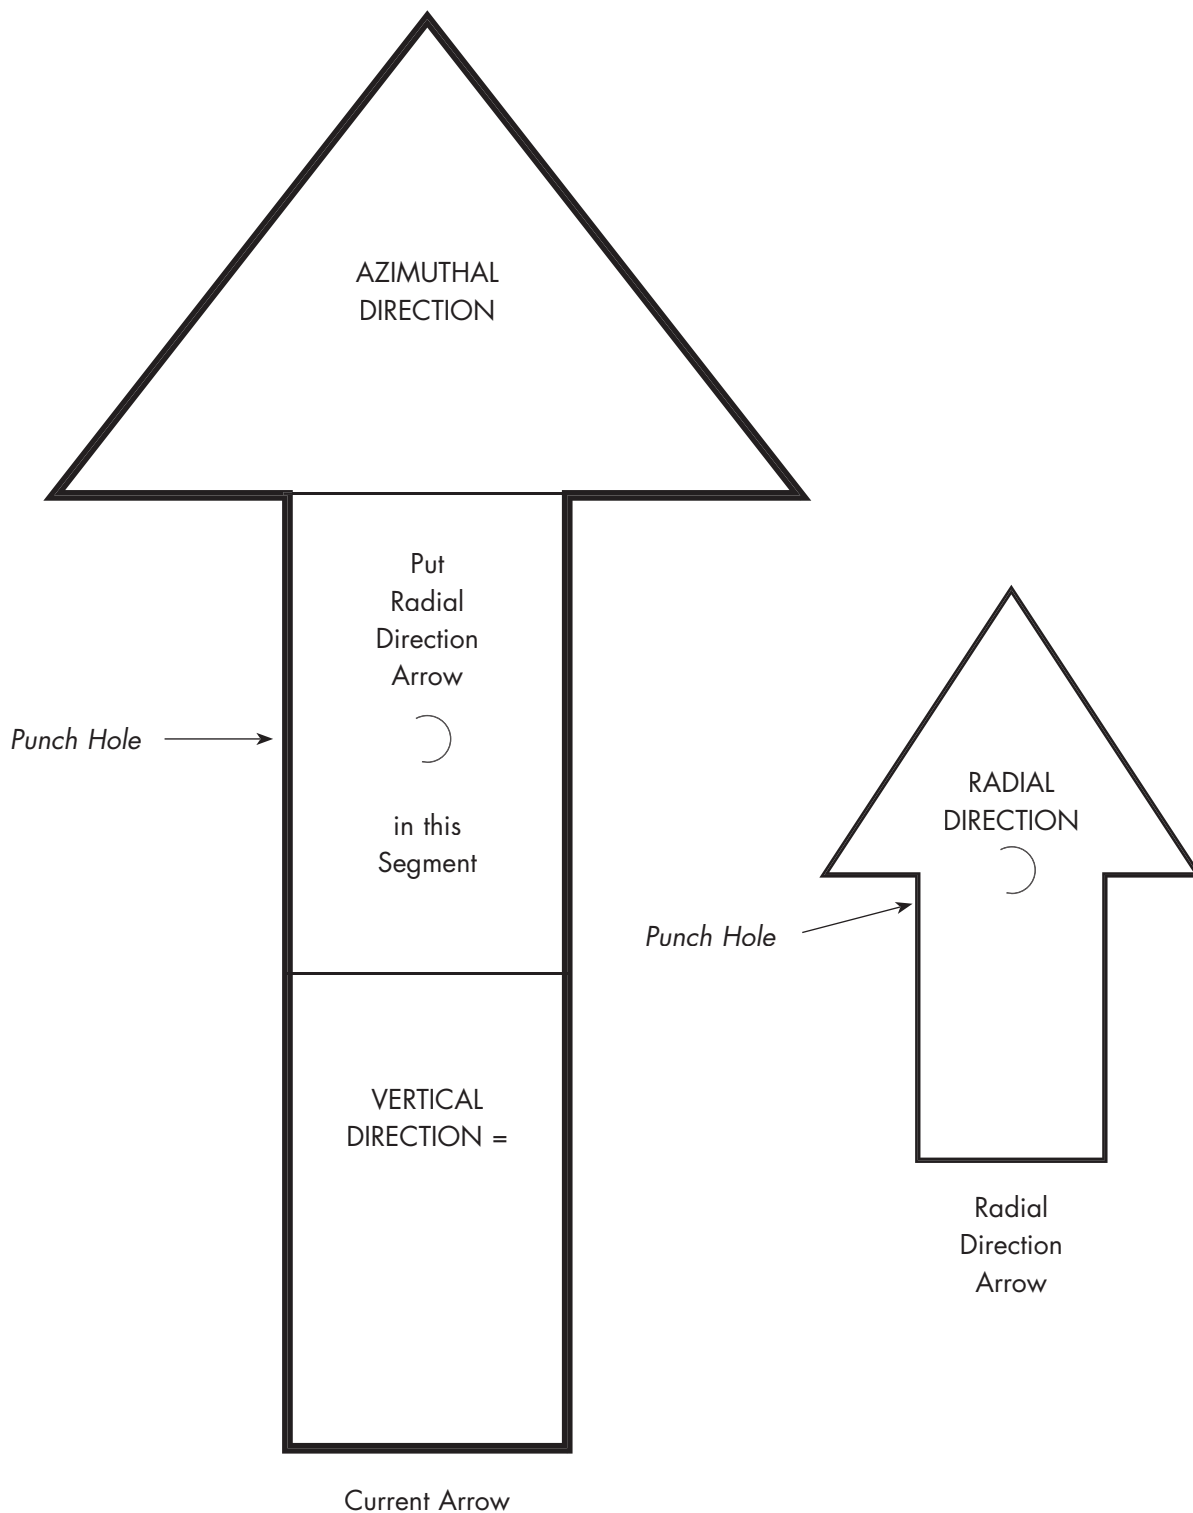 AZIMUTHAL
DIRECTION
Put
Radial
Direction
Arrow
Punch Hole
in this
Segment
VERTICAL
DIRECTION =
Current Arrow
RADIAL
DIRECTION
Punch Hole
Radial
Direction
Arrow